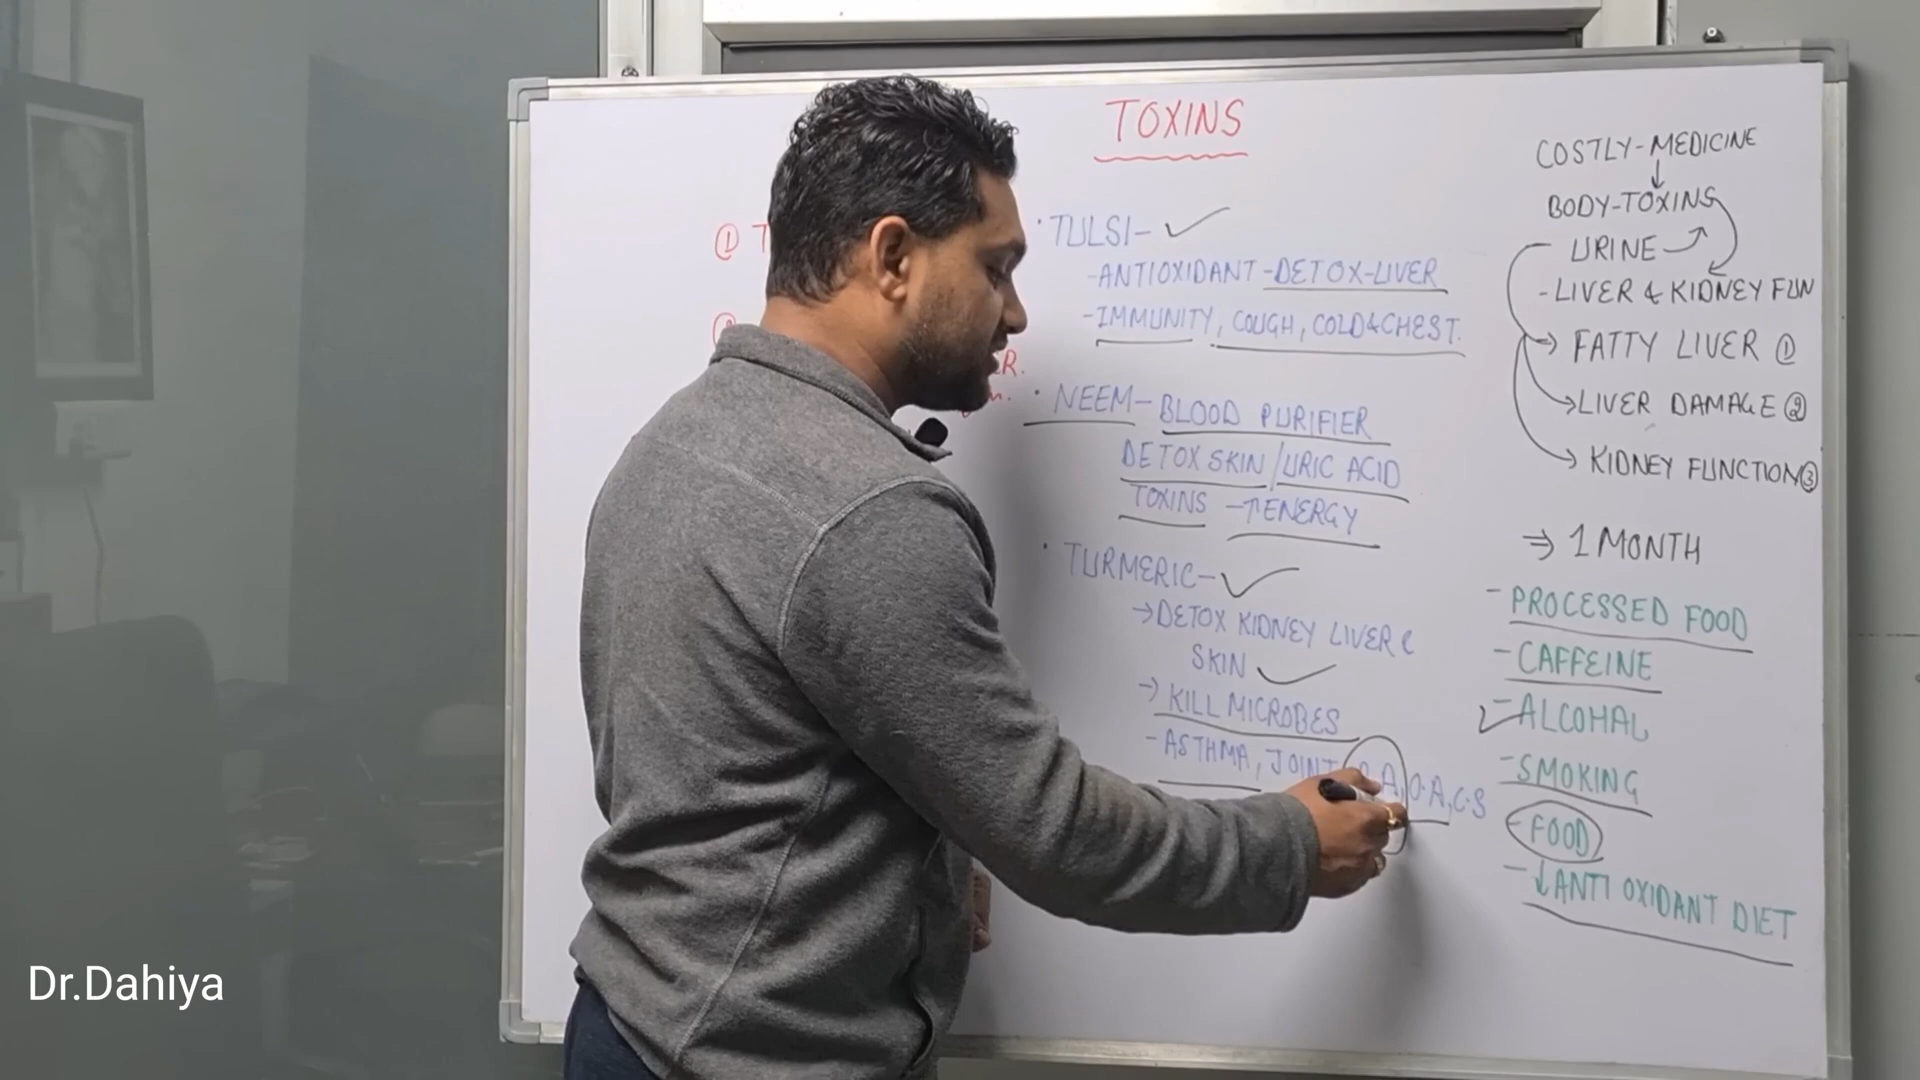 TOXINS
① T
R.
· TULSI- ✓
-ANTIOXIDANT-DETOX-LIVER
-IMMUNITY, COUGH, COLD&CHEST.
· NEEM- BLOOD PURIFIER
DETOX SKIN/URIC ACID
TOXINS -↑ENERGY
· TURMERIC- ✓
→DETOX KIDNEY LIVER &
SKIN ✓
→ KILL MICROBES
-ASTHMA, JOINT A, O.A, C.S
COSTLY-MEDICINE
↓
BODY-TOXINS
URINE
-LIVER & KIDNEY FUN
→ FATTY LIVER ①
→LIVER DAMAGE ②
→ KIDNEY FUNCTION③
⇒ 1 MONTH
- PROCESSED FOOD
- CAFFEINE
✓-ALCOHAL
-SMOKING
-FOOD
-↓ANTI OXIDANT DIET
Dr.Dahiya